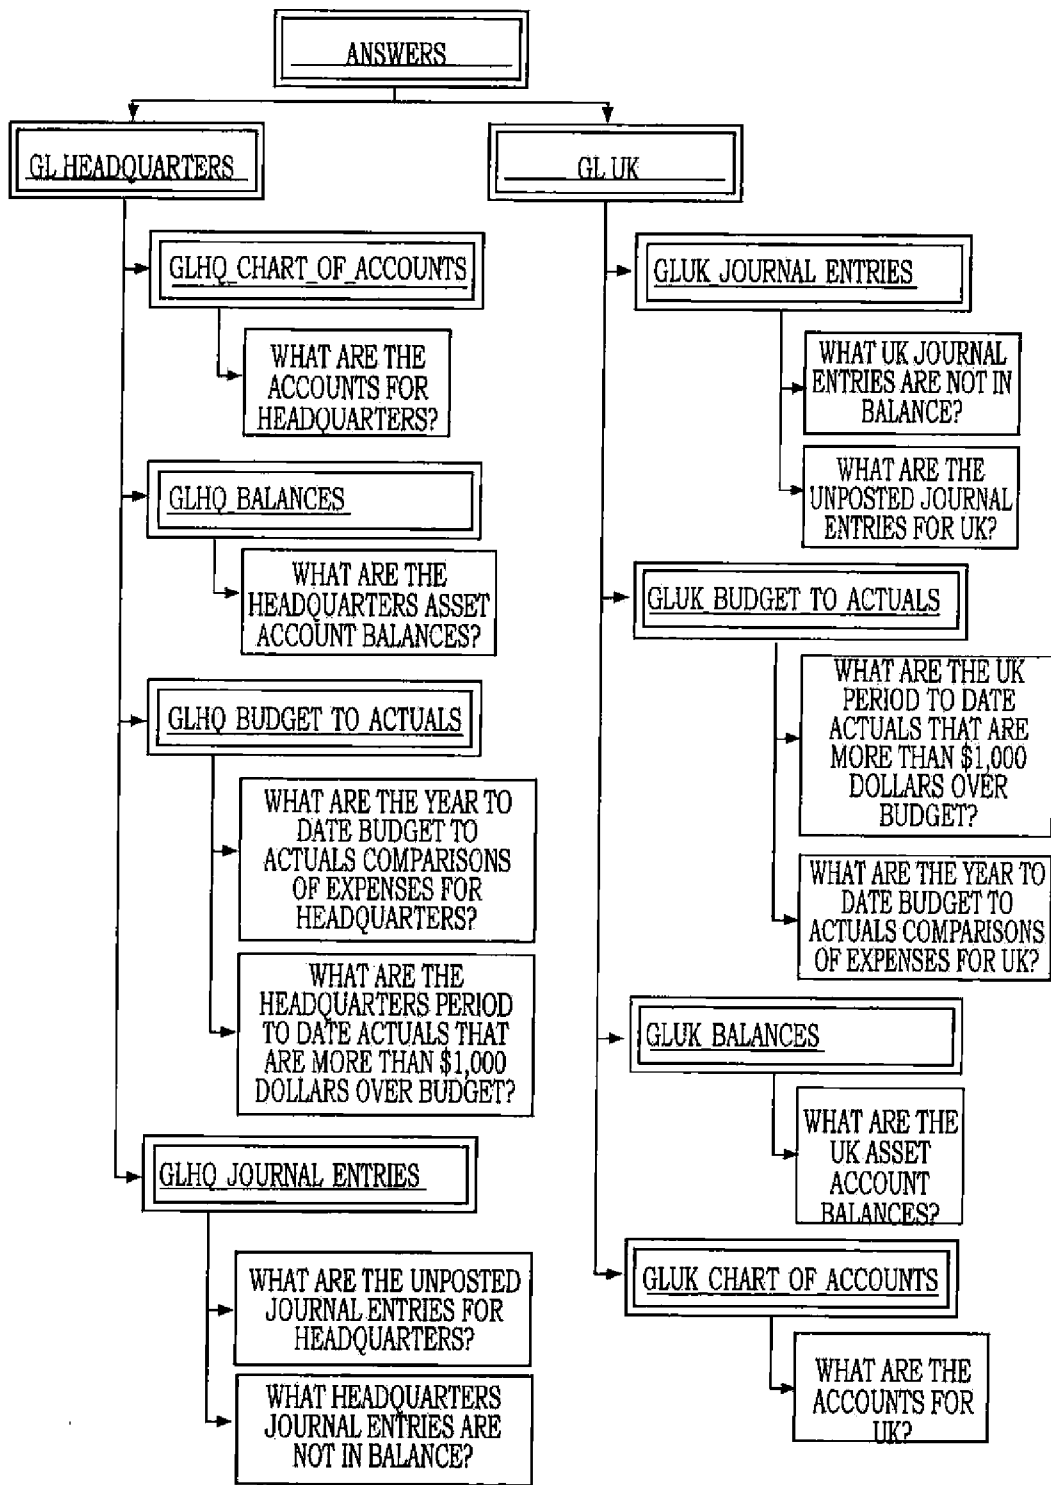 ANSWERS
GL HEADQUARTERS
GLHQ_CHART_OF_ACCOUNTS
WHAT ARE THE
ACCOUNTS FOR
HEADQUARTERS?
GLHQ_BALANCES
WHAT ARE THE
HEADQUARTERS ASSET
ACCOUNT BALANCES?
GLHQ BUDGET TO ACTUALS
WHAT ARE THE YEAR TO
DATE BUDGET TO
ACTUALS COMPARISONS
OF EXPENSES FOR
HEADQUARTERS?
WHAT ARE THE
HEADQUARTERS PERIOD
TO DATE ACTUALS THAT
ARE MORE THAN $1,000
DOLLARS OVER BUDGET?
GLHQ JOURNAL ENTRIES
WHAT ARE THE UNPOSTED
JOURNAL ENTRIES FOR
HEADQUARTERS?
WHAT HEADQUARTERS
JOURNAL ENTRIES ARE
NOT IN BALANCE?
GL UK
GLUK_JOURNAL ENTRIES
WHAT UK JOURNAL
ENTRIES ARE NOT IN
BALANCE?
WHAT ARE THE
UNPOSTED JOURNAL
ENTRIES FOR UK?
GLUK BUDGET TO ACTUALS
WHAT ARE THE UK
PERIOD TO DATE
ACTUALS THAT ARE
MORE THAN $1,000
DOLLARS OVER
BUDGET?
WHAT ARE THE YEAR TO
DATE BUDGET TO
ACTUALS COMPARISONS
OF EXPENSES FOR UK?
GLUK BALANCES
WHAT ARE THE
UK ASSET
ACCOUNT
BALANCES?
GLUK CHART OF ACCOUNTS
WHAT ARE THE
ACCOUNTS FOR
UK?